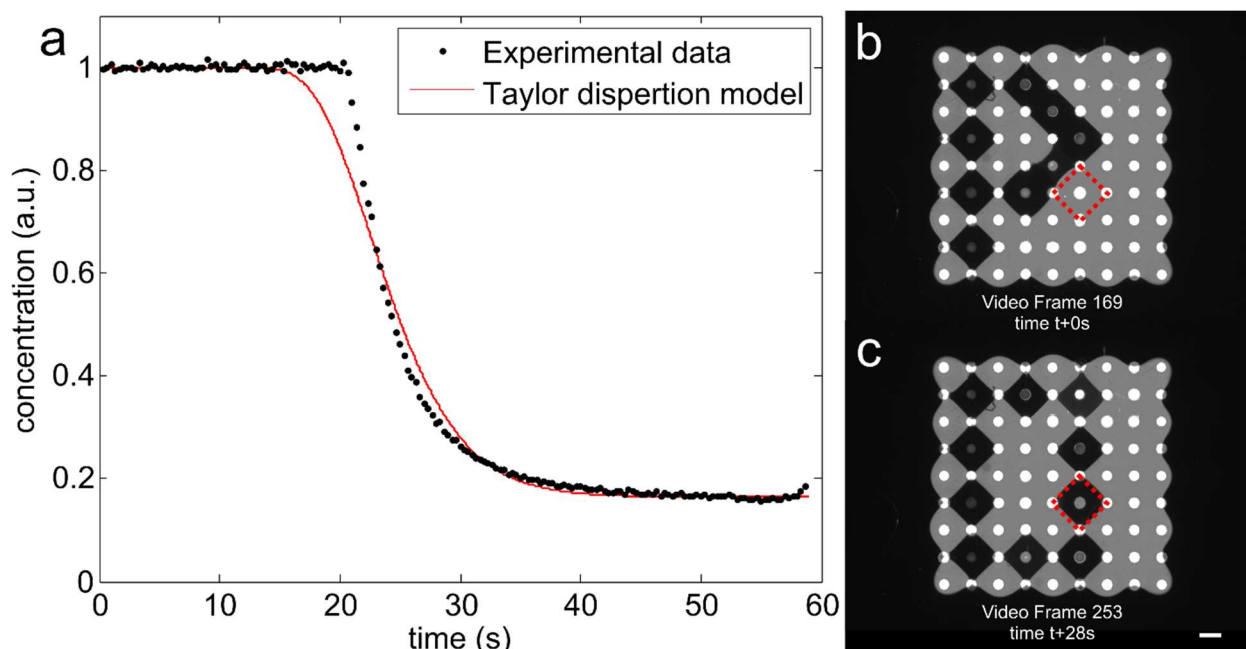 a
Experimental data
Taylor dispertion model
1
0.8
0.6
0.4
0.2
0
0
10
20
30
40
50
60
concentration (a.u.)
time (s)
b
Video Frame 169
time t+0s
c
Video Frame 253
time t+28s